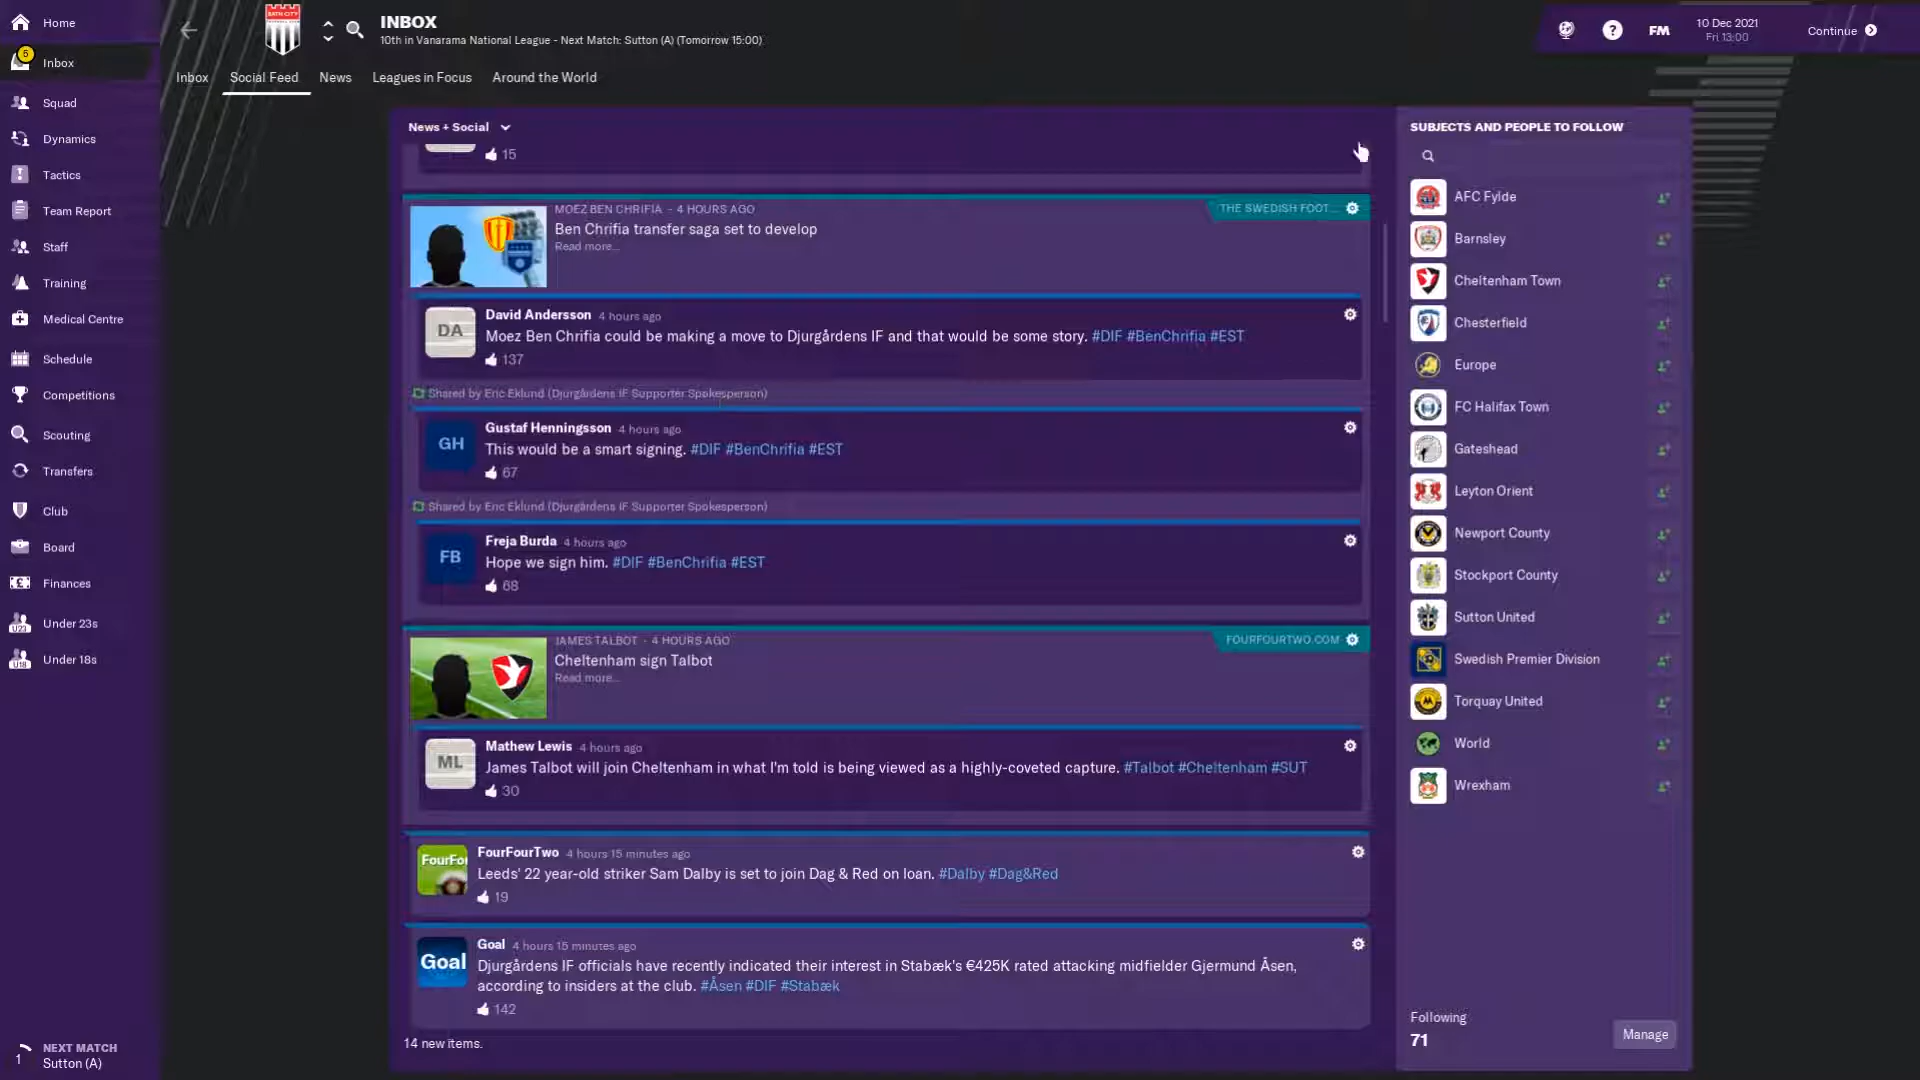 Home
5
Inbox
Squad
Dynamics
Tactics
Team Report
Staff
Training
Medical Centre
Schedule
Competitions
Scouting
Transfers
Club
Board
Finances
U23
Under 23s
U18
Under 18s
1
NEXT MATCH
Sutton (A)
BATH CITY
INBOX
10th in Vanarama National League - Next Match: Sutton (A) (Tomorrow 15:00)
?
FM
10 Dec 2021
Fri 13:00
Continue
Inbox
Social Feed
News
Leagues in Focus
Around the World
News + Social
15
MOEZ BEN CHRIFIA - 4 HOURS AGO
THE SWEDISH FOOT...
Ben Chrifia transfer saga set to develop
Read more...
DA
David Andersson 4 hours ago
Moez Ben Chrifia could be making a move to Djurgårdens IF and that would be some story. #DIF #BenChrifia #EST
137
Shared by Eric Eklund (Djurgårdens IF Supporter Spokesperson)
GH
Gustaf Henningsson 4 hours ago
This would be a smart signing. #DIF #BenChrifia #EST
67
Shared by Eric Eklund (Djurgårdens IF Supporter Spokesperson)
FB
Freja Burda 4 hours ago
Hope we sign him. #DIF #BenChrifia #EST
68
JAMES TALBOT - 4 HOURS AGO
FOURFOURTWO.COM
Cheltenham sign Talbot
Read more...
ML
Mathew Lewis 4 hours ago
James Talbot will join Cheltenham in what I'm told is being viewed as a highly-coveted capture. #Talbot #Cheltenham #SUT
30
FourFo
FourFourTwo 4 hours 15 minutes ago
Leeds' 22 year-old striker Sam Dalby is set to join Dag & Red on loan. #Dalby #Dag&Red
19
Goal
Goal 4 hours 15 minutes ago
Djurgårdens IF officials have recently indicated their interest in Stabæk's €425K rated attacking midfielder Gjermund Åsen,
according to insiders at the club. #Åsen #DIF #Stabæk
142
14 new items.
SUBJECTS AND PEOPLE TO FOLLOW
AFC Fylde
Barnsley
Cheltenham Town
Chesterfield
Europe
FC Halifax Town
Gateshead
Leyton Orient
Newport County
Stockport County
Sutton United
Swedish Premier Division
Torquay United
World
Wrexham
Following
71
Manage